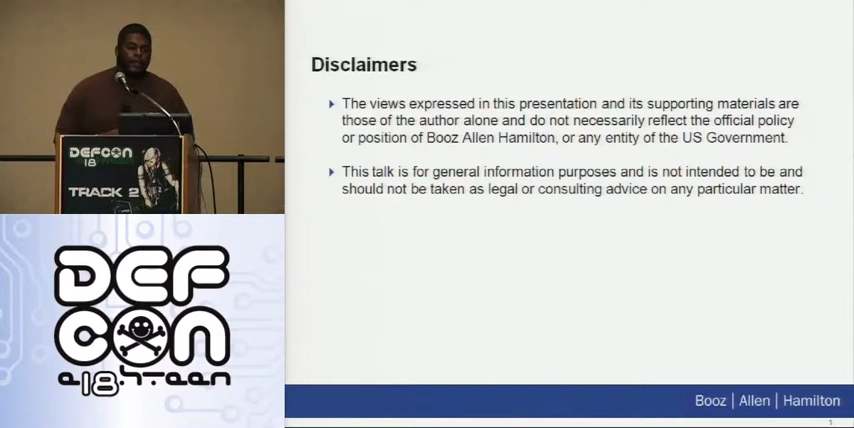 DEFCON
18
TRACK 2
DEF
CON
e18.hteen
Disclaimers
The views expressed in this presentation and its supporting materials are
those of the author alone and do not necessarily reflect the official policy
or position of Booz Allen Hamilton, or any entity of the US Government.
This talk is for general information purposes and is not intended to be and
should not be taken as legal or consulting advice on any particular matter.
Booz | Allen | Hamilton
1